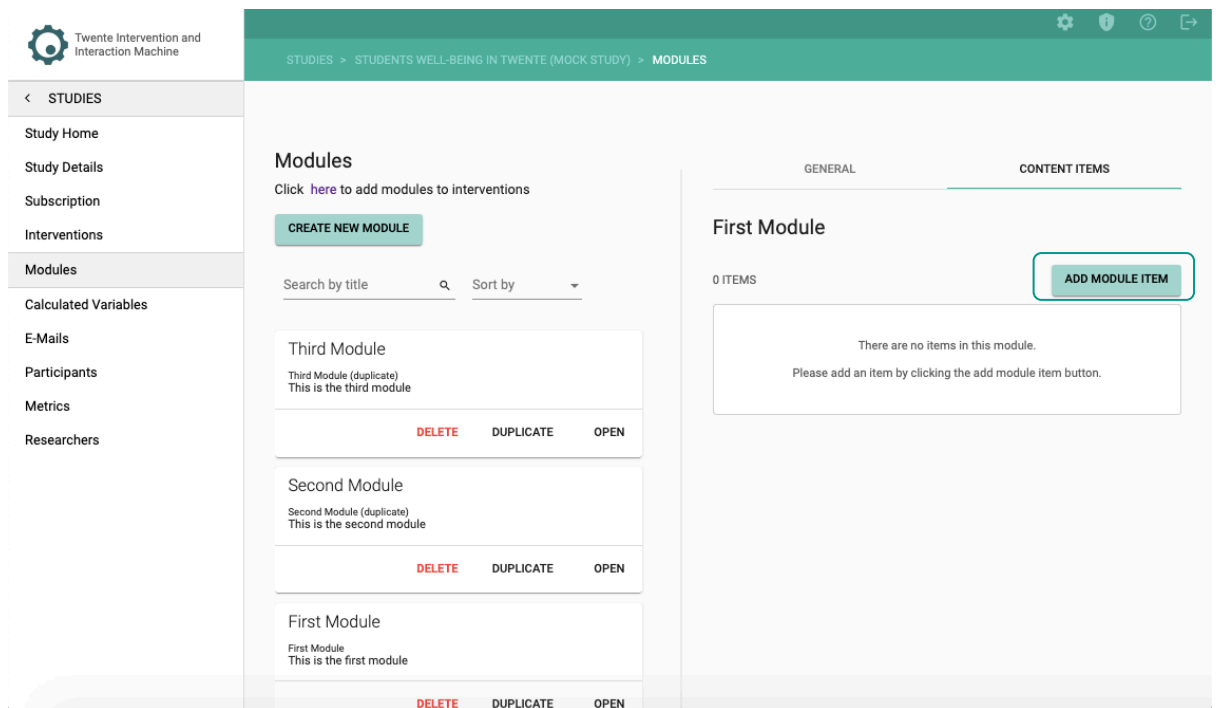 Twente Intervention and
Interaction Machine
STUDIES > STUDENTS WELL-BEING IN TWENTE (MOCK STUDY) > MODULES
< STUDIES
Study Home
Study Details
Subscription
Interventions
Modules
Calculated Variables
E-Mails
Participants
Metrics
Researchers
Modules
Click here to add modules to interventions
CREATE NEW MODULE
Search by title
Sort by
Third Module
Third Module (duplicate)
This is the third module
DELETE DUPLICATE OPEN
Second Module
Second Module (duplicate)
This is the second module
DELETE DUPLICATE OPEN
First Module
First Module
This is the first module
DELETE DUPLICATE OPEN
GENERAL CONTENT ITEMS
First Module
0 ITEMS
ADD MODULE ITEM
There are no items in this module.
Please add an item by clicking the add module item button.